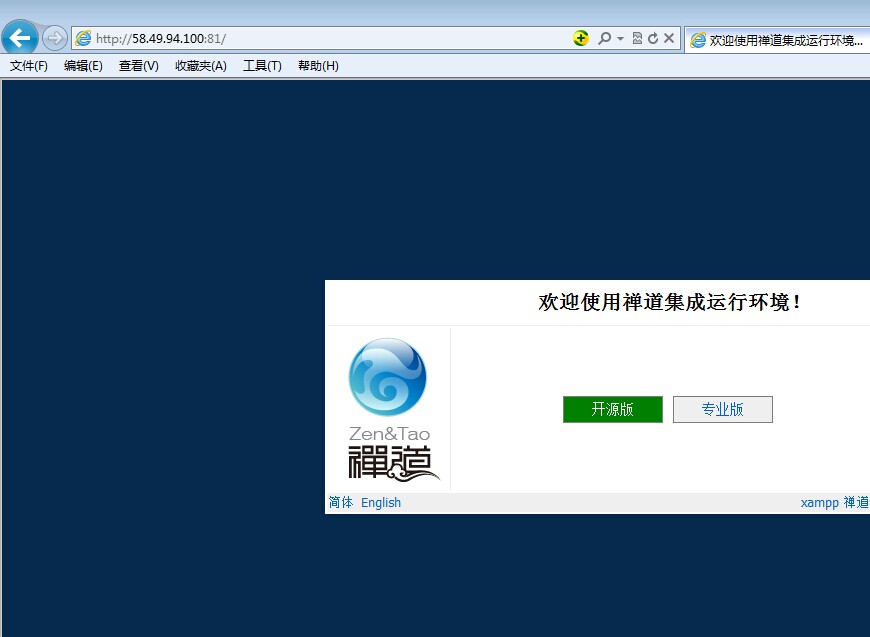 http://58.49.94.100:81/
欢迎使用禅道集成运行环境...
文件(F) 编辑(E) 查看(V) 收藏夹(A) 工具(T) 帮助(H)
欢迎使用禅道集成运行环境！
Zen&Tao
禪道
开源版 专业版
简体 English xampp 禅道